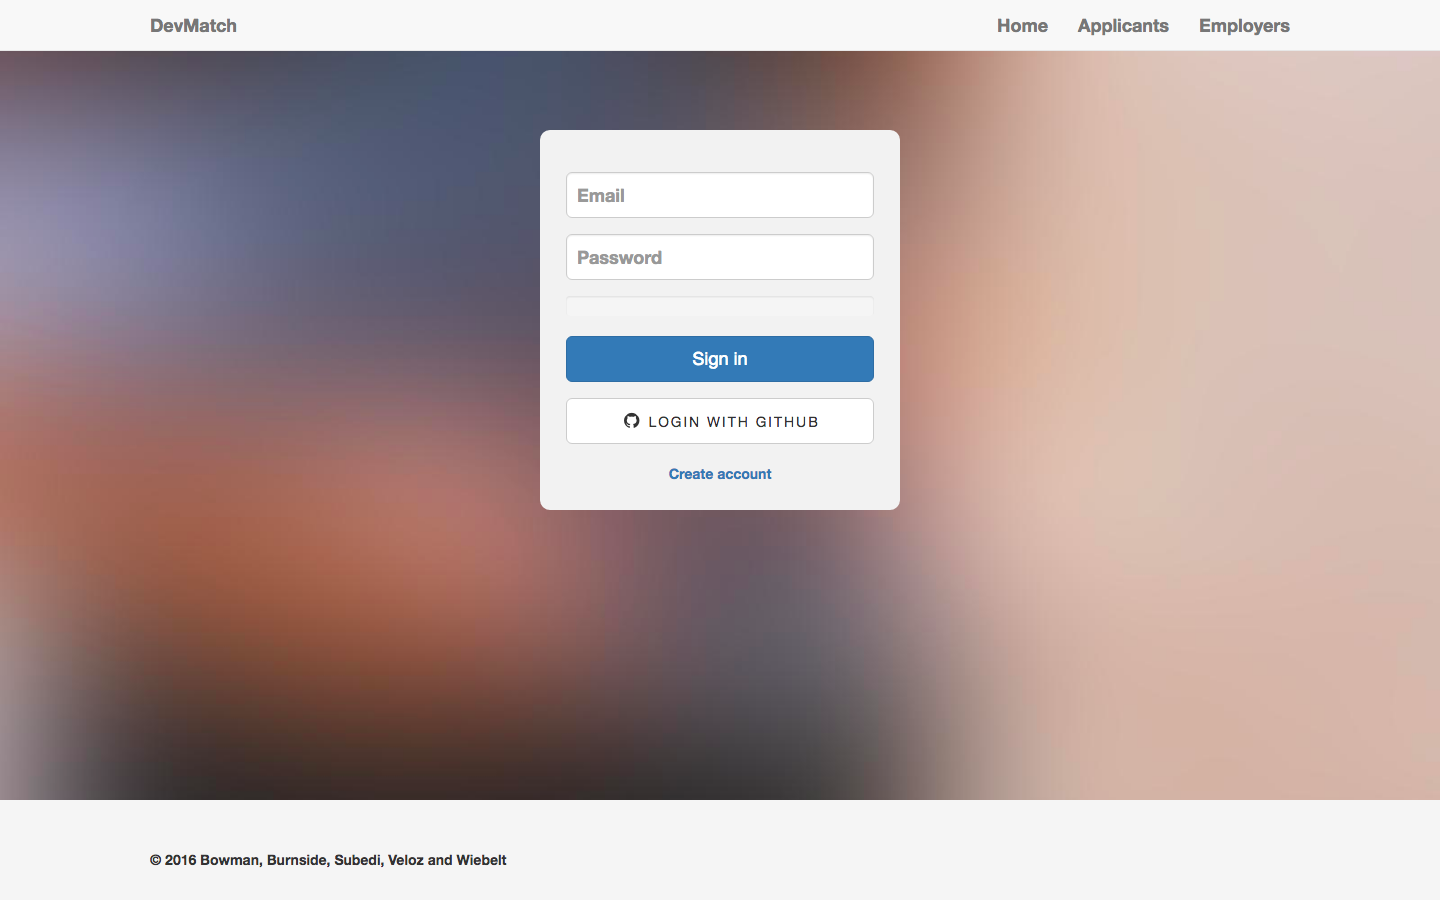 DevMatch Home Applicants Employers
Email
Password
Sign in
LOGIN WITH GITHUB
Create account
© 2016 Bowman, Burnside, Subedi, Veloz and Wiebelt